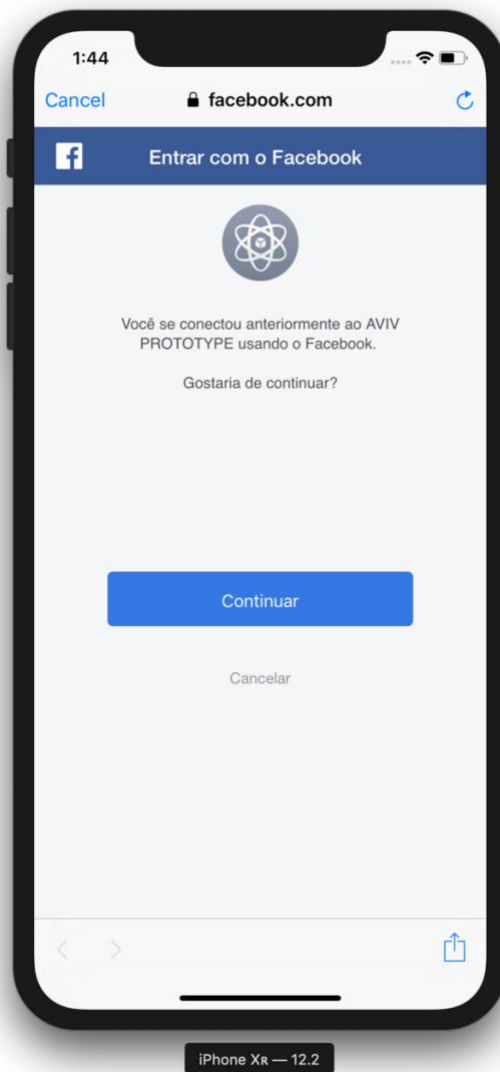 1:44
Cancel facebook.com
f Entrar com o Facebook
Você se conectou anteriormente ao AVIV
PROTOTYPE usando o Facebook.
Gostaria de continuar?
Continuar
Cancelar
iPhone XR — 12.2